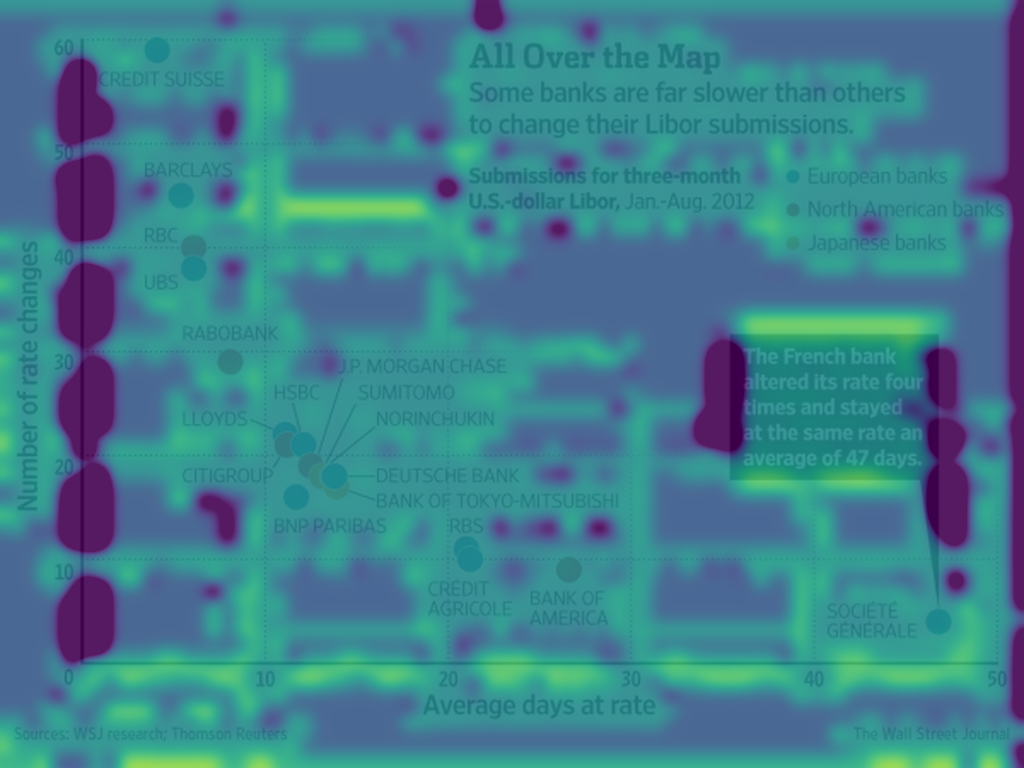 All Over the Map
Some banks are far slower than others
to change their Libor submissions.
Submissions for three-month
U.S.-dollar Libor, Jan.-Aug. 2012
European banks
North American banks
Japanese banks
Number of rate changes
60
50
40
30
20
10
0
CREDIT SUISSE
BARCLAYS
RBC
UBS
RABOBANK
J.P. MORGAN CHASE
HSBC
SUMITOMO
LLOYDS
NORINCHUKIN
CITIGROUP
DEUTSCHE BANK
BANK OF TOKYO-MITSUBISHI
BNP PARIBAS
RBS
CREDIT
AGRICOLE
BANK OF
AMERICA
The French bank
altered its rate four
times and stayed
at the same rate an
average of 47 days.
SOCIÉTÉ
GÉNÉRALE
10
20
30
40
50
Average days at rate
Sources: WSJ research; Thomson Reuters
The Wall Street Journal